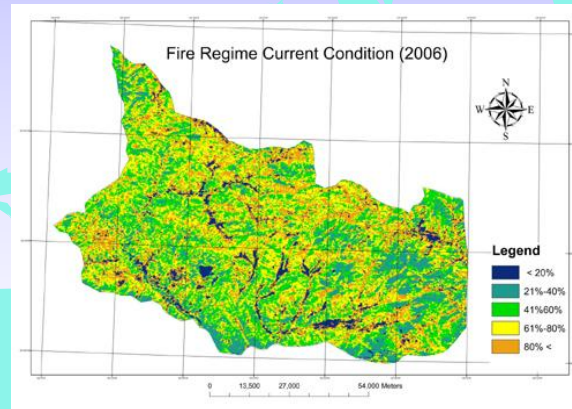 Fire Regime Current Condition (2006)
N
W E
S
Legend
< 20%
21%-40%
41%60%
61%-80%
80% <
0 13,500 27,000 54,000 Meters